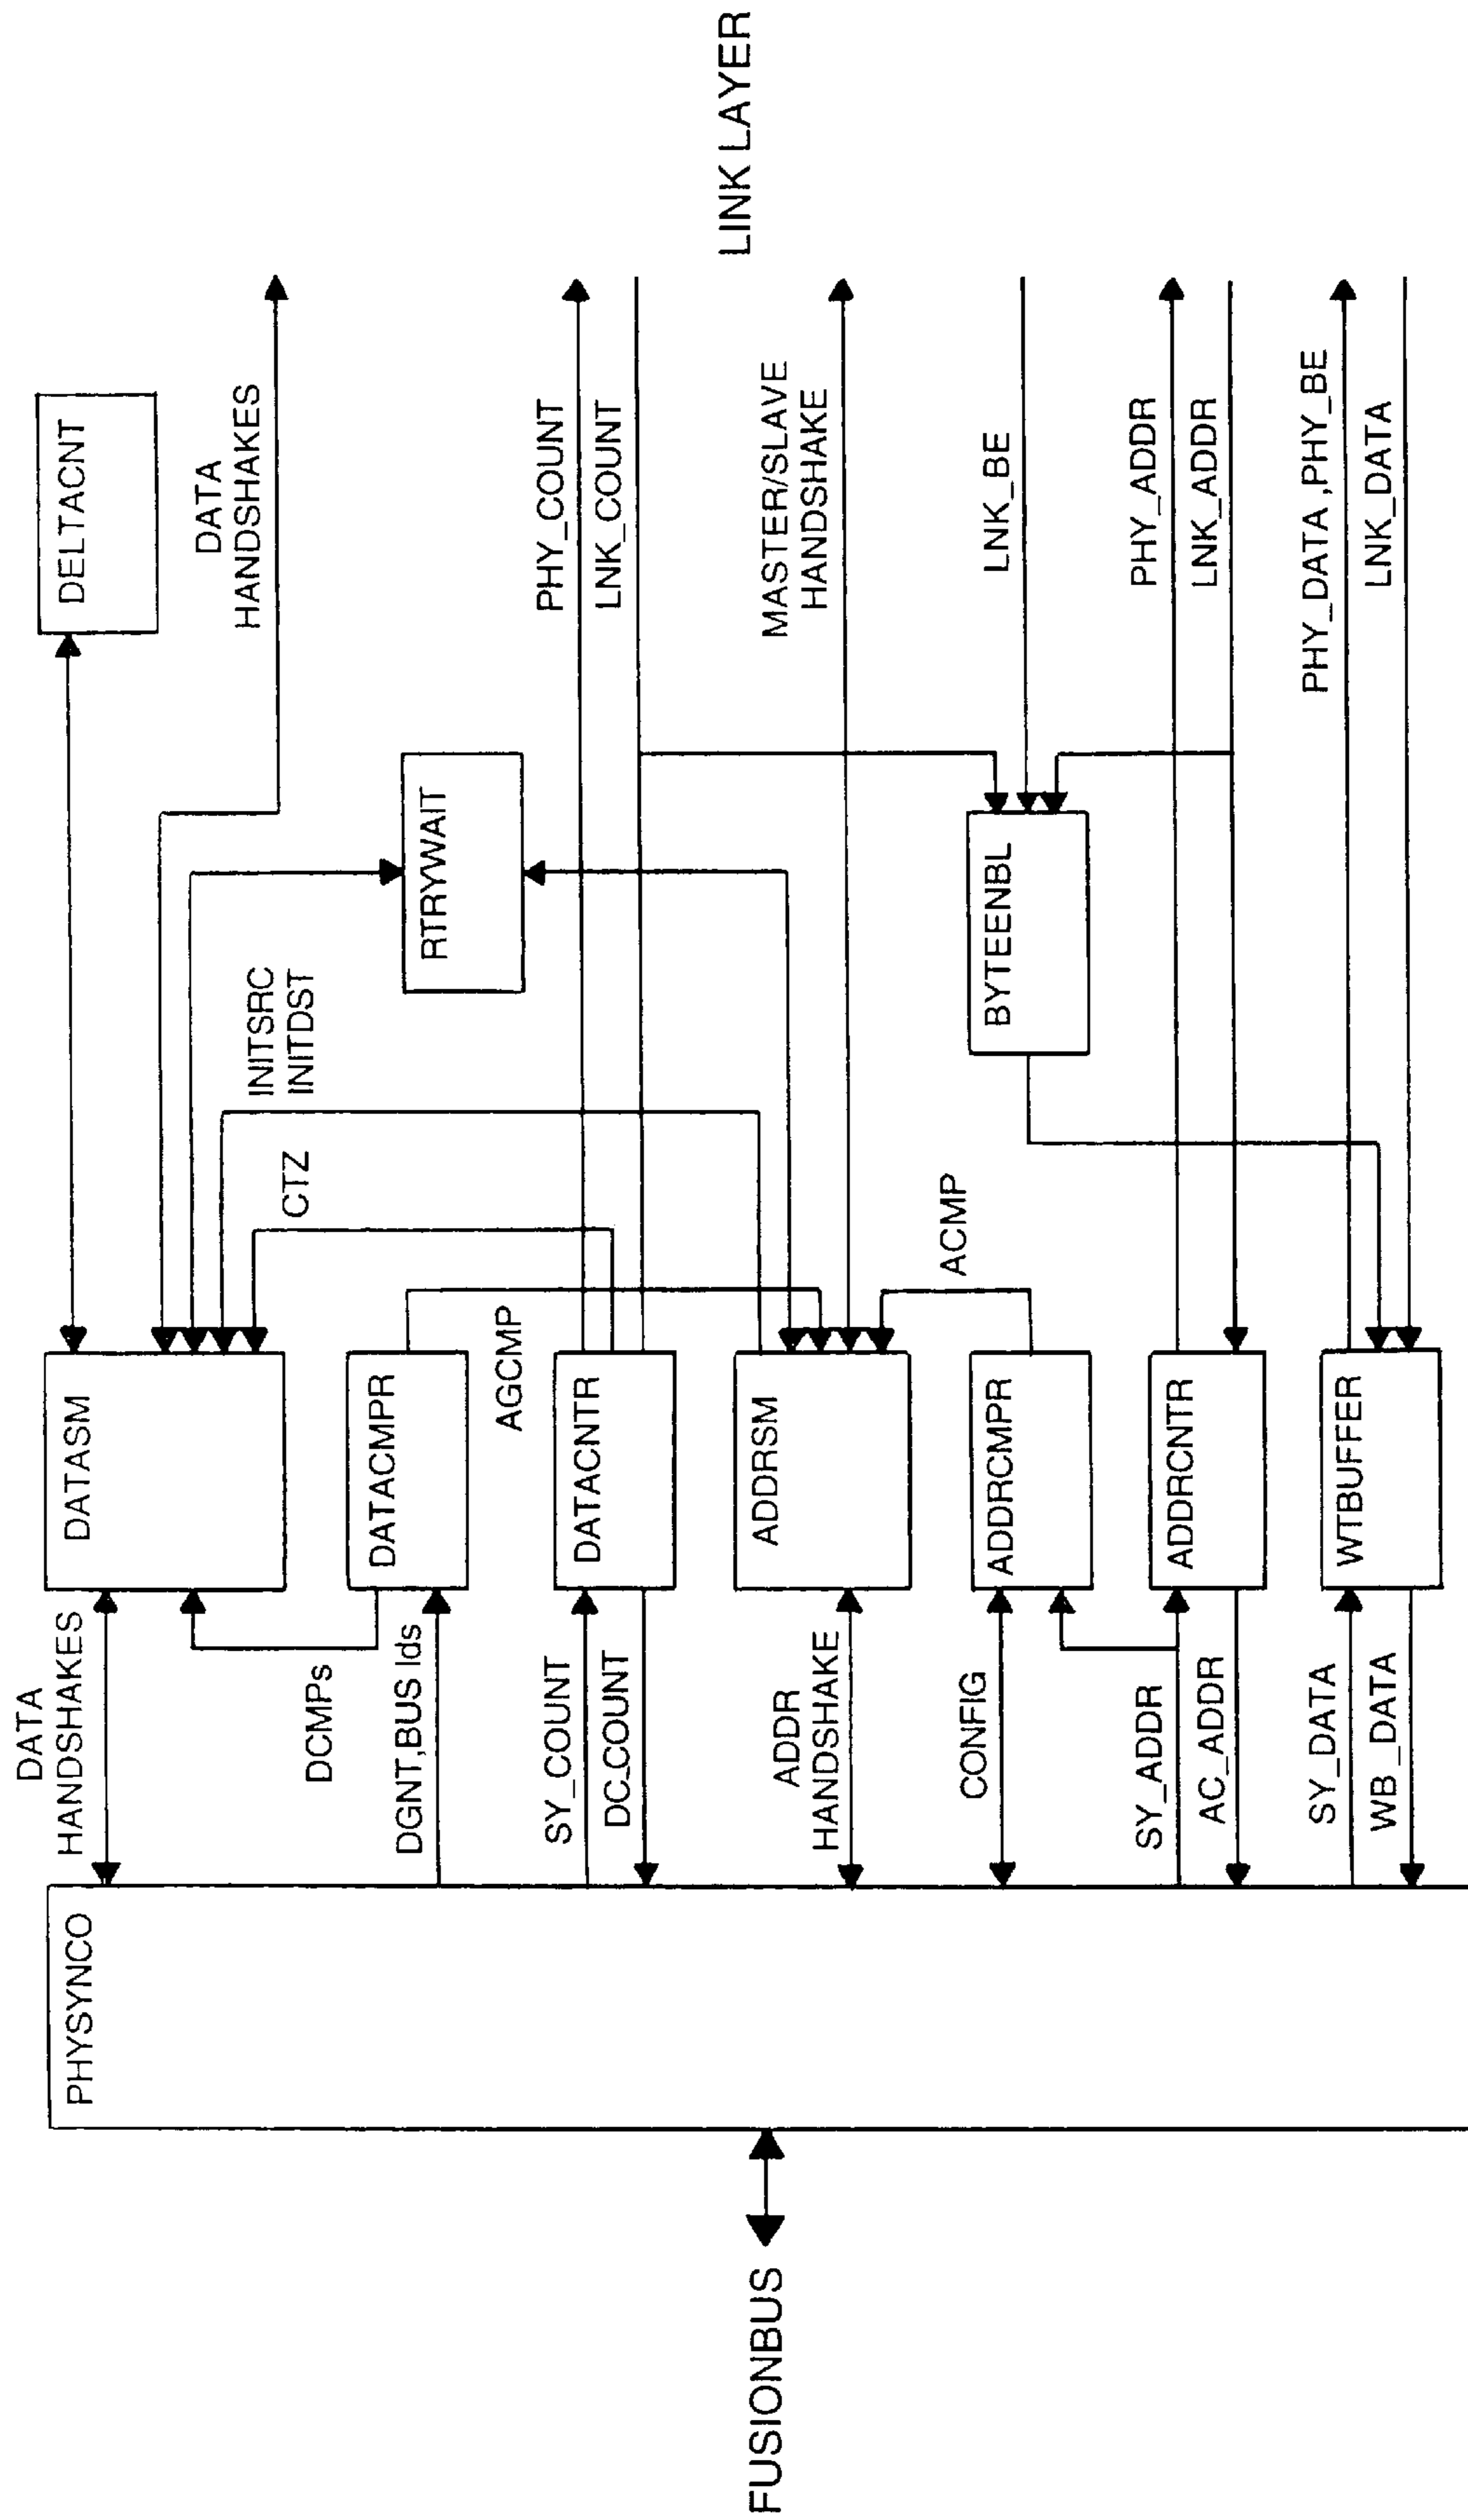 FUSIONBUS
PHYSYNCO
DATA
HANDSHAKES
DCMPs
DGNT,BUS Ids
SY_COUNT
DC_COUNT
ADDR
HANDSHAKE
CONFIG
SY_ADDR
AC_ADDR
SY_DATA
WB_DATA
DATASM
DATACMPR
DATACNTR
ADDRSM
ADDRCMPR
ADDRCNTR
WTBUFFER
AGCMP
CTZ
ACMP
INITSRC
INITDST
RTRYWAIT
BYTEENBL
DELTACNT
DATA
HANDSHAKES
PHY_COUNT
LNK_COUNT
MASTER/SLAVE
HANDSHAKE
LNK_BE
PHY_ADDR
LNK_ADDR
PHY_DATA,PHY_BE
LNK_DATA
LINK LAYER